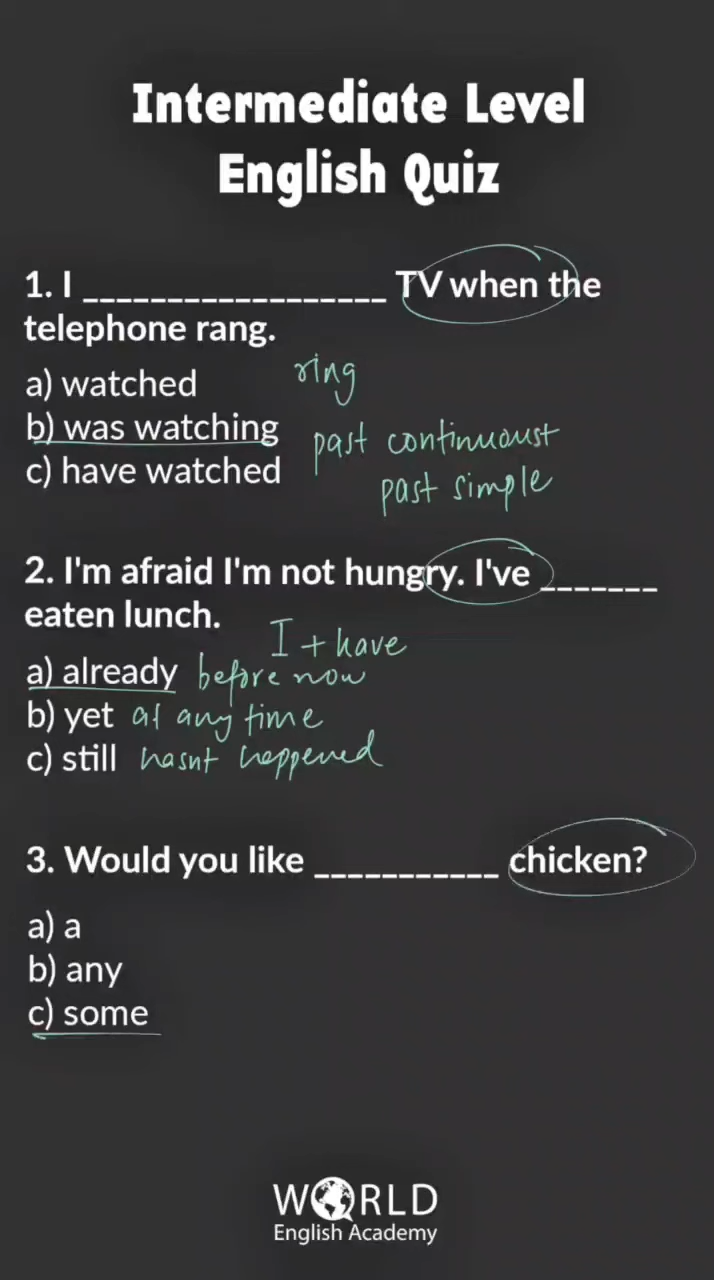 Intermediate Level
English Quiz
1. I __________________ TV when the
telephone rang.
a) watched
ring
b) was watching
past continuoust
c) have watched
past simple
2. I'm afraid I'm not hungry. I've _______
eaten lunch.
I + have
a) already before now
b) yet at any time
c) still hasnt happened
3. Would you like ___________ chicken?
a) a
b) any
c) some
WORLD
English Academy